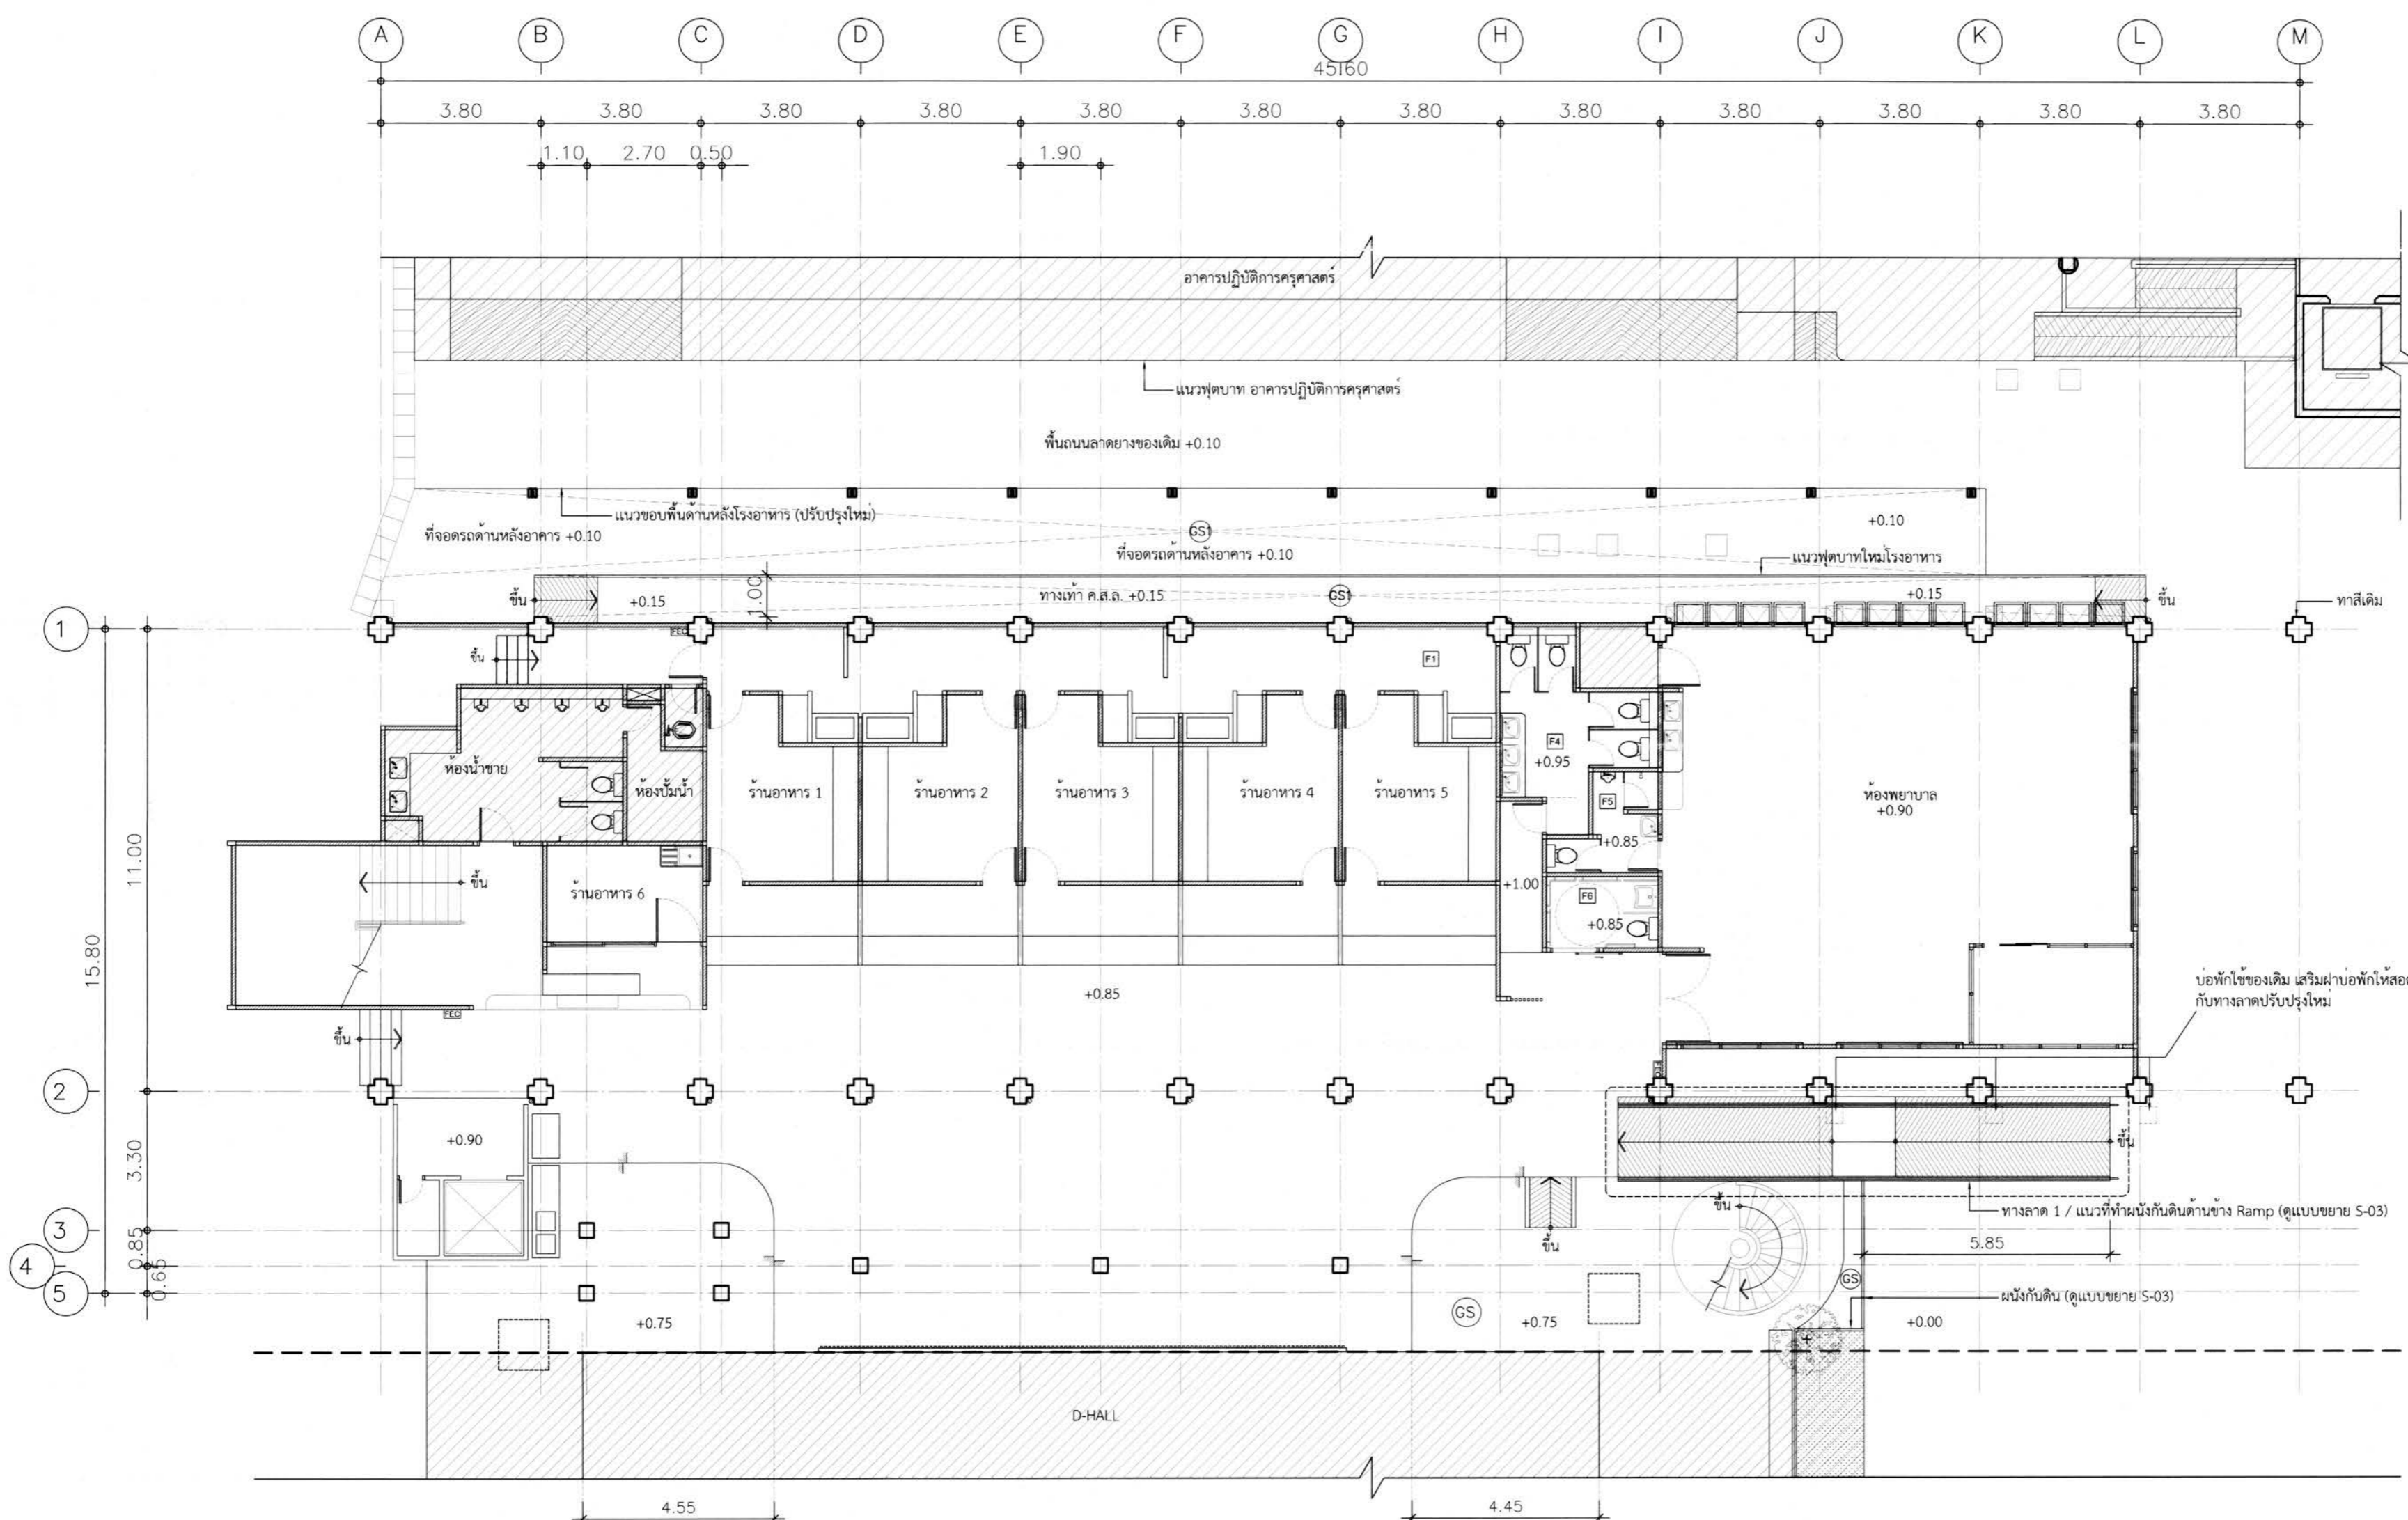 A B C D E F G H I J K L M
45.60
3.80 3.80 3.80 3.80 3.80 3.80 3.80 3.80 3.80 3.80 3.80 3.80
1.10 2.70 0.50 1.90
อาคารปฏิบัติการครุศาสตร์
แนวฟุตบาท อาคารปฏิบัติการครุศาสตร์
พื้นถนนลาดยางของเดิม +0.10
แนวขอบพื้นด้านหลังโรงอาหาร (ปรับปรุงใหม่)
ที่จอดรถด้านหลังอาคาร +0.10
GS1
+0.10
ที่จอดรถด้านหลังอาคาร +0.10
แนวฟุตบาทใหม่โรงอาหาร
ขึ้น
+0.15
1.00
ทางเท้า ค.ส.ล. +0.15
GS1
+0.15
ขึ้น
ทาสีเดิม
1
FEC
ขึ้น
F1
ห้องน้ำชาย
ห้องปั้มน้ำ
ร้านอาหาร 1
ร้านอาหาร 2
ร้านอาหาร 3
ร้านอาหาร 4
ร้านอาหาร 5
F4
+0.95
F5
+0.85
ห้องพยาบาล
+0.90
11.00
15.80
ขึ้น
ร้านอาหาร 6
+1.00
F6
+0.85
+0.85
FEC
ขึ้น
บ่อพักใช้ของเดิม เสริมฝาบ่อพักให้สอด
กับทางลาดปรับปรุงใหม่
FEC
2
+0.90
ขึ้น
3.30
ขึ้น
ทางลาด 1 / แนวที่ทำผนังกันดินด้านข้าง Ramp (ดูแบบขยาย S-03)
3
0.85
ขึ้น
5.85
4
0.65
GS
5
ผนังกันดิน (ดูแบบขยาย S-03)
+0.75
GS
+0.75
+0.00
D-HALL
4.55
4.45